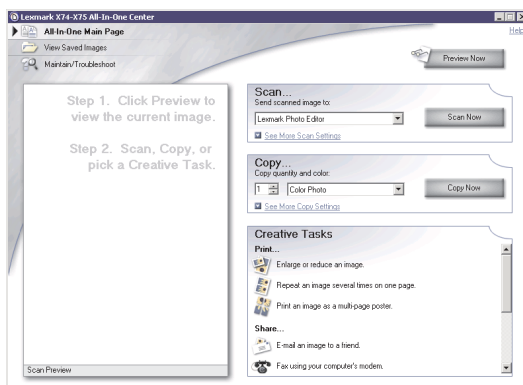 Lexmark X74-X75 All-In-One Center
All-In-One Main Page
Help
View Saved Images
Maintain/Troubleshoot
Preview Now
Step 1. Click Preview to
view the current image.
Step 2. Scan, Copy, or
pick a Creative Task.
Scan Preview
Scan...
Send scanned image to:
Lexmark Photo Editor
Scan Now
See More Scan Settings
Copy...
Copy quantity and color:
1
Color Photo
Copy Now
See More Copy Settings
Creative Tasks
Print...
Enlarge or reduce an image.
Repeat an image several times on one page.
Print an image as a multi-page poster.
Share...
E-mail an image to a friend.
Fax using your computer's modem.